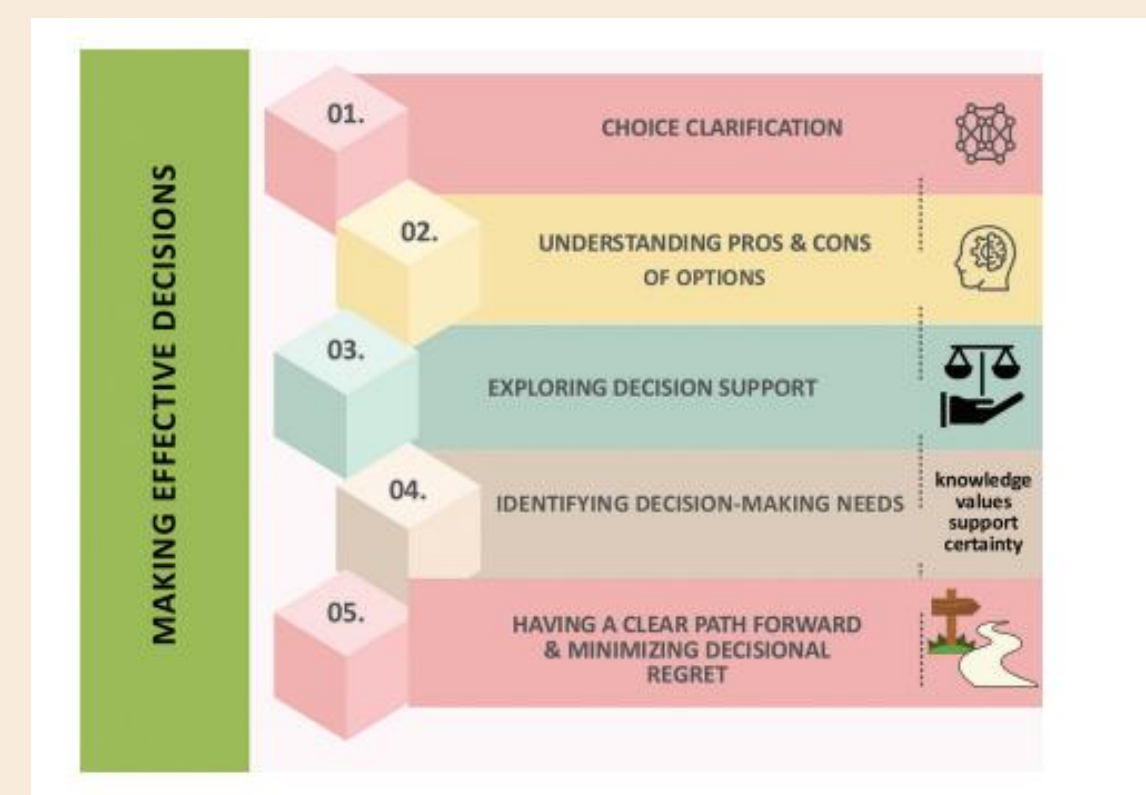 MAKING EFFECTIVE DECISIONS
01.
CHOICE CLARIFICATION
02.
UNDERSTANDING PROS & CONS
OF OPTIONS
03.
EXPLORING DECISION SUPPORT
04.
IDENTIFYING DECISION-MAKING NEEDS
knowledge
values
support
certainty
05.
HAVING A CLEAR PATH FORWARD
& MINIMIZING DECISIONAL
REGRET